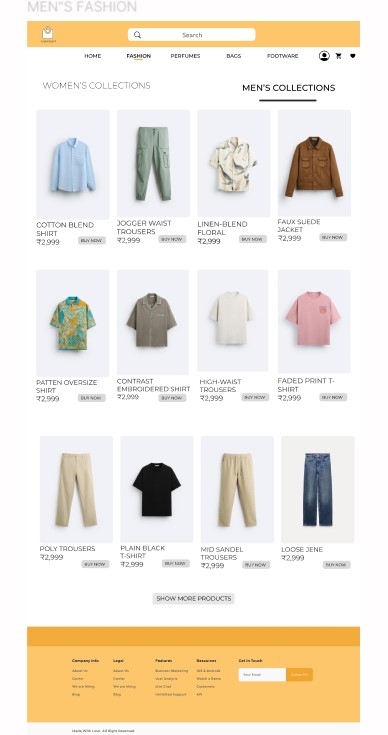 MEN"S FASHION
Search
HOME FASHION PERFUMES BAGS FOOTWARE
WOMEN'S COLLECTIONS
MEN'S COLLECTIONS
COTTON BLEND SHIRT
₹2,999 BUY NOW
JOGGER WAIST TROUSERS
₹2,999 BUY NOW
LINEN-BLEND FLORAL
₹2,999 BUY NOW
FAUX SUEDE JACKET
₹2,999 BUY NOW
PATTEN OVERSIZE SHIRT
₹2,999 BUY NOW
CONTRAST EMBROIDERED SHIRT
₹2,999 BUY NOW
HIGH-WAIST TROUSERS
₹2,999 BUY NOW
FADED PRINT T-SHIRT
₹2,999 BUY NOW
POLY TROUSERS
₹2,999
BUY NOW
PLAIN BLACK T-SHIRT
₹2,999 BUY NOW
MID SANDEL TROUSERS
₹2,999 BUY NOW
LOOSE JENE
₹2,999
BUY NOW
SHOW MORE PRODUCTS
Company Info
About Us
Carrier
We are hiring
Blog
Legal
About Us
Carrier
We are hiring
Blog
Features
Business Marketing
User Analytic
Live Chat
Unlimited Support
Resources
IOS & Android
Watch a Demo
Customers
API
Get In Touch
Your Email
Made With Love. All Right Reserved